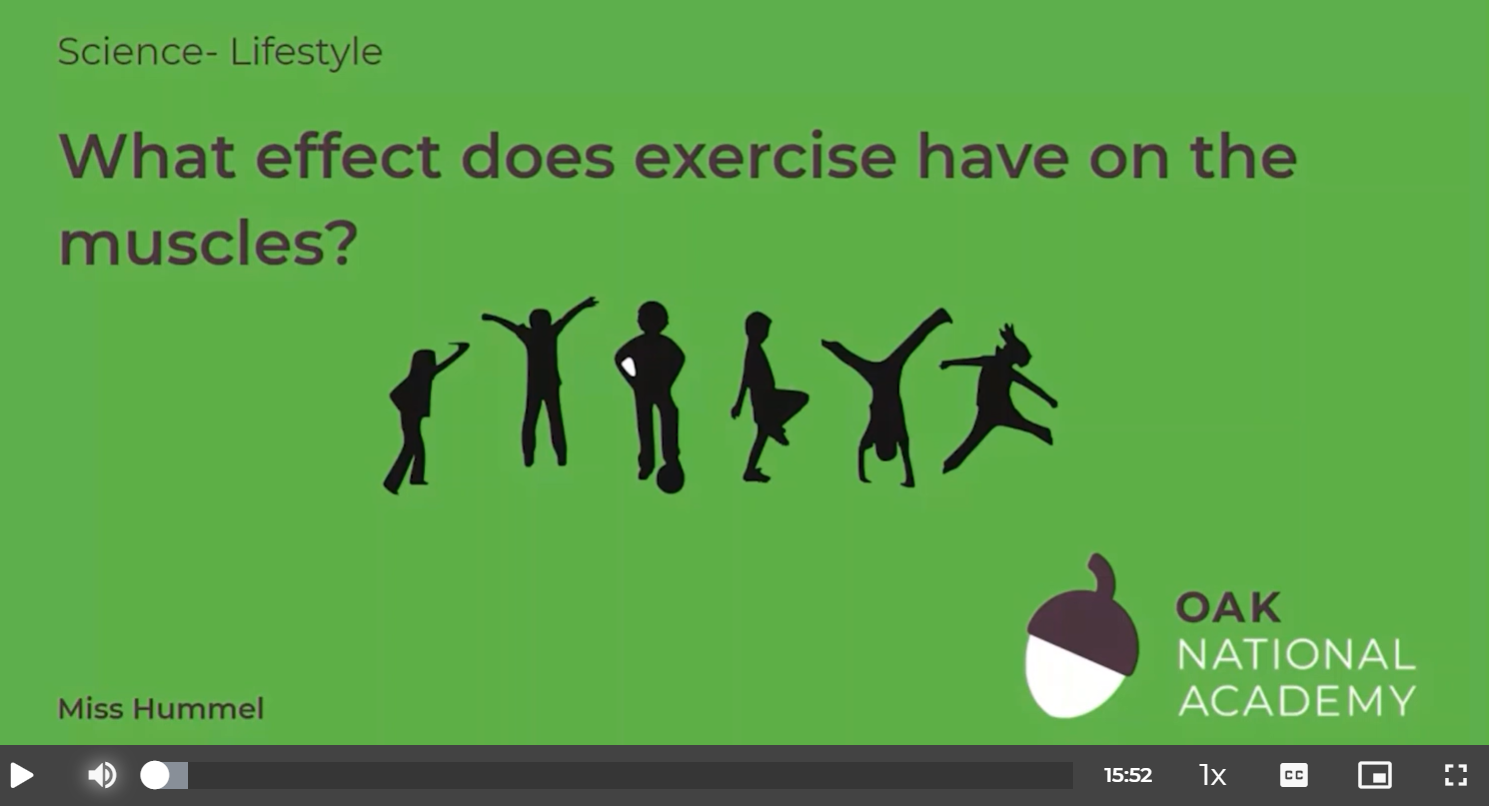 Science- Lifestyle
What effect does exercise have on the
muscles?
OAK
NATIONAL
ACADEMY
Miss Hummel
15:52
1x
CC